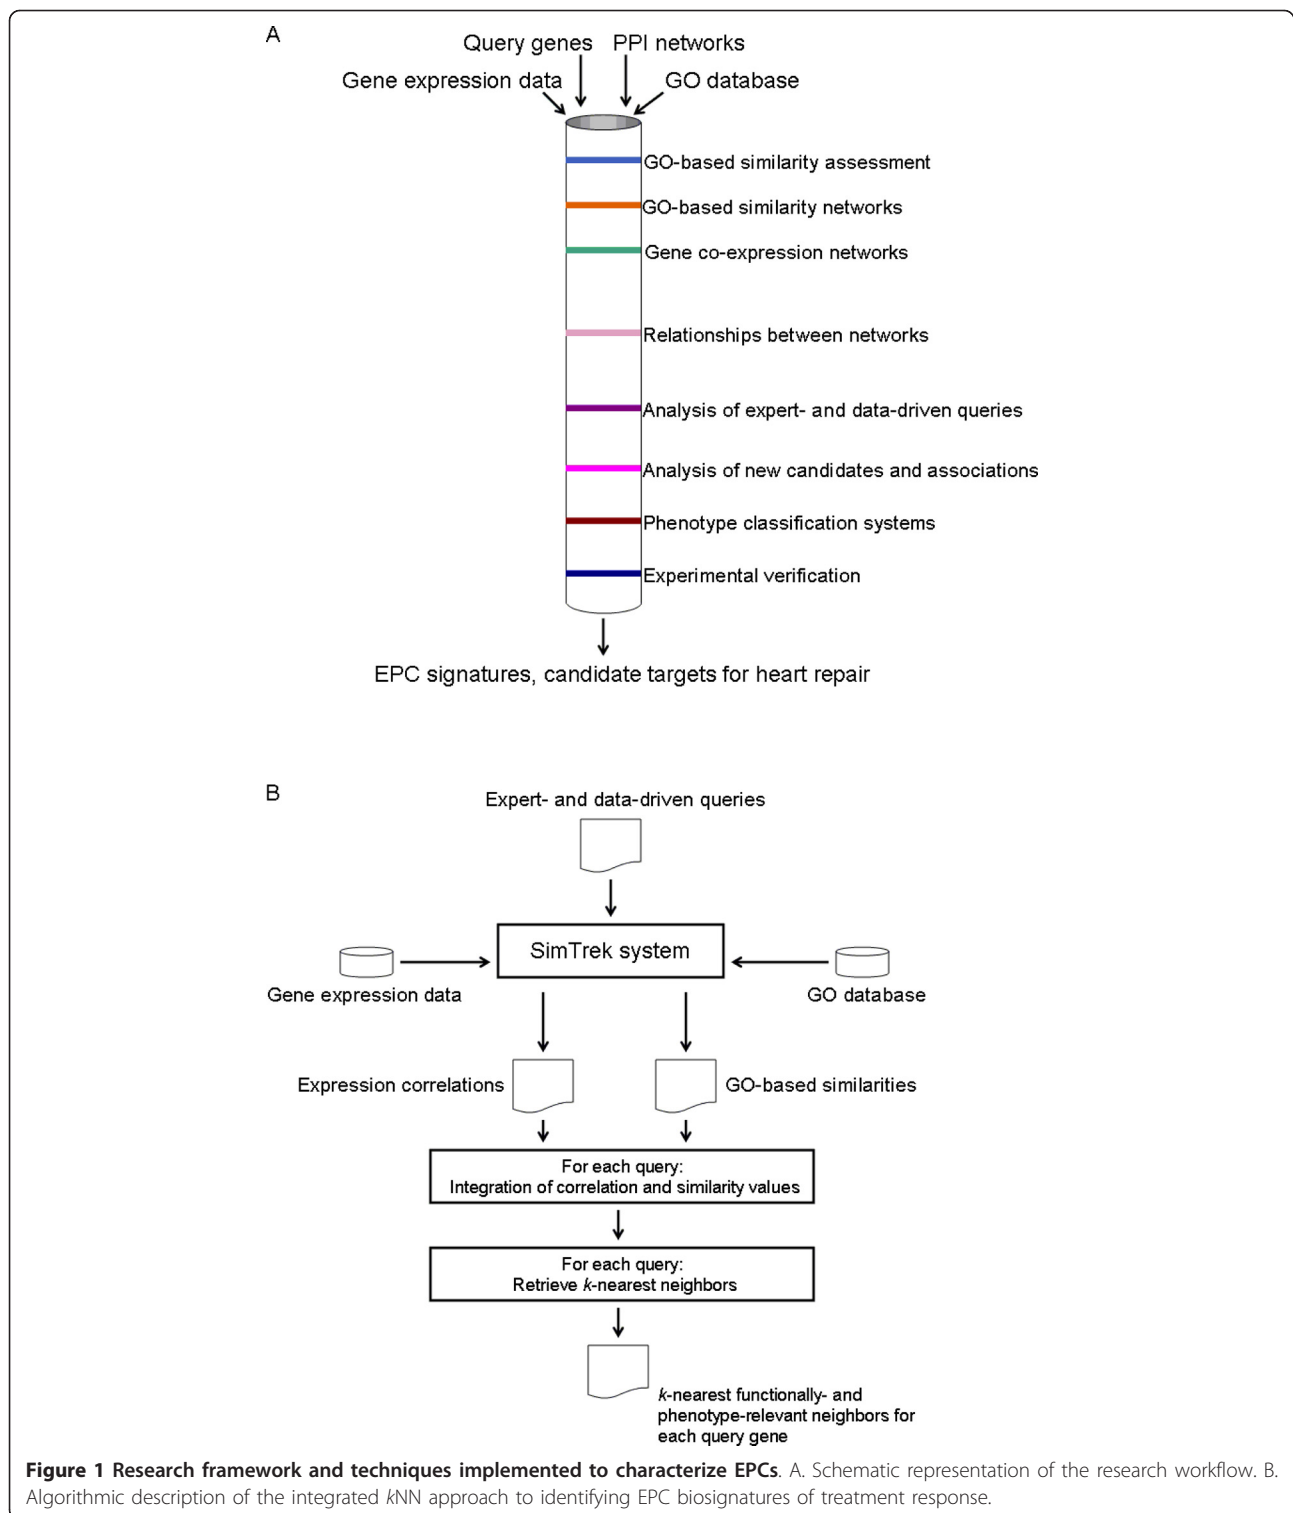 A
Query genes PPI networks
Gene expression data GO database
GO-based similarity assessment
GO-based similarity networks
Gene co-expression networks
Relationships between networks
Analysis of expert- and data-driven queries
Analysis of new candidates and associations
Phenotype classification systems
Experimental verification
EPC signatures, candidate targets for heart repair
B
Expert- and data-driven queries
SimTrek system
Gene expression data GO database
Expression correlations GO-based similarities
For each query:
Integration of correlation and similarity values
For each query:
Retrieve k-nearest neighbors
k-nearest functionally- and
phenotype-relevant neighbors for
each query gene
Figure 1 Research framework and techniques implemented to characterize EPCs. A. Schematic representation of the research workflow. B.
Algorithmic description of the integrated kNN approach to identifying EPC biosignatures of treatment response.